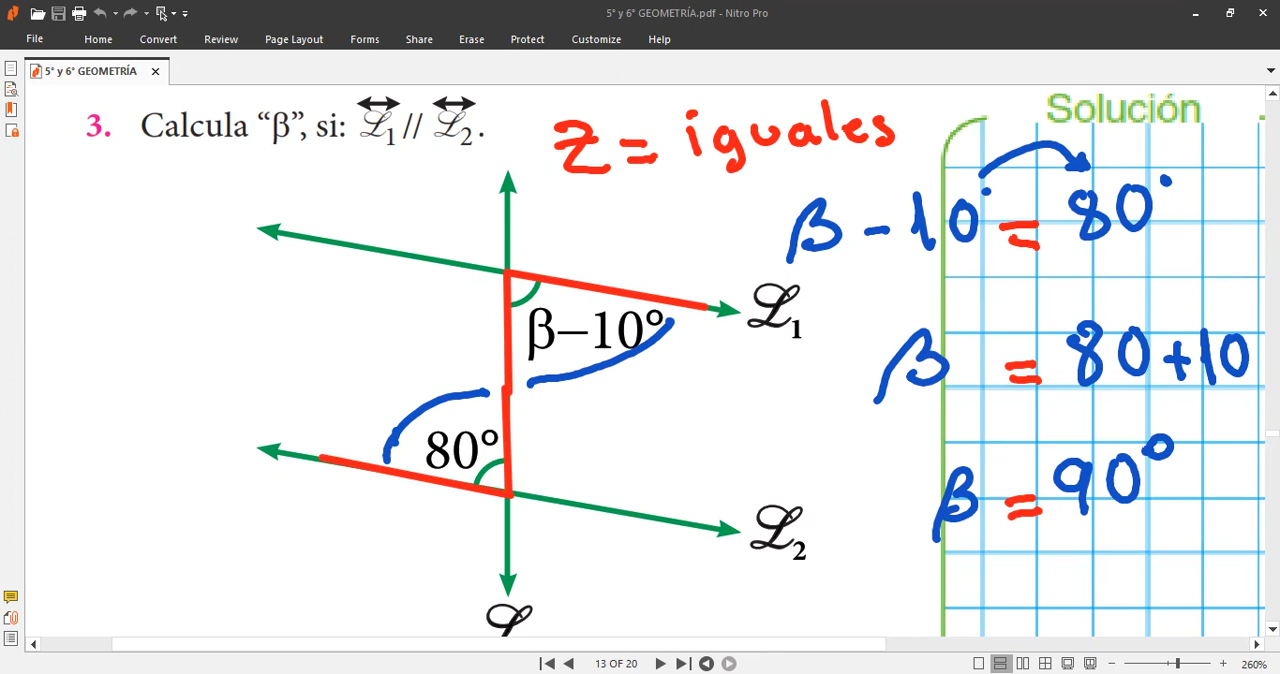 5° y 6° GEOMETRÍA.pdf - Nitro Pro
File Home Convert Review Page Layout Forms Share Erase Protect Customize Help
5° y 6° GEOMETRÍA
3. Calcula “β”, si: ℒ1 // ℒ2.
Z = iguales
Solución
β - 10° = 80°
ℒ1
β–10°
β = 80+10
80°
β = 90°
ℒ2
ℒ
13 OF 20
260%